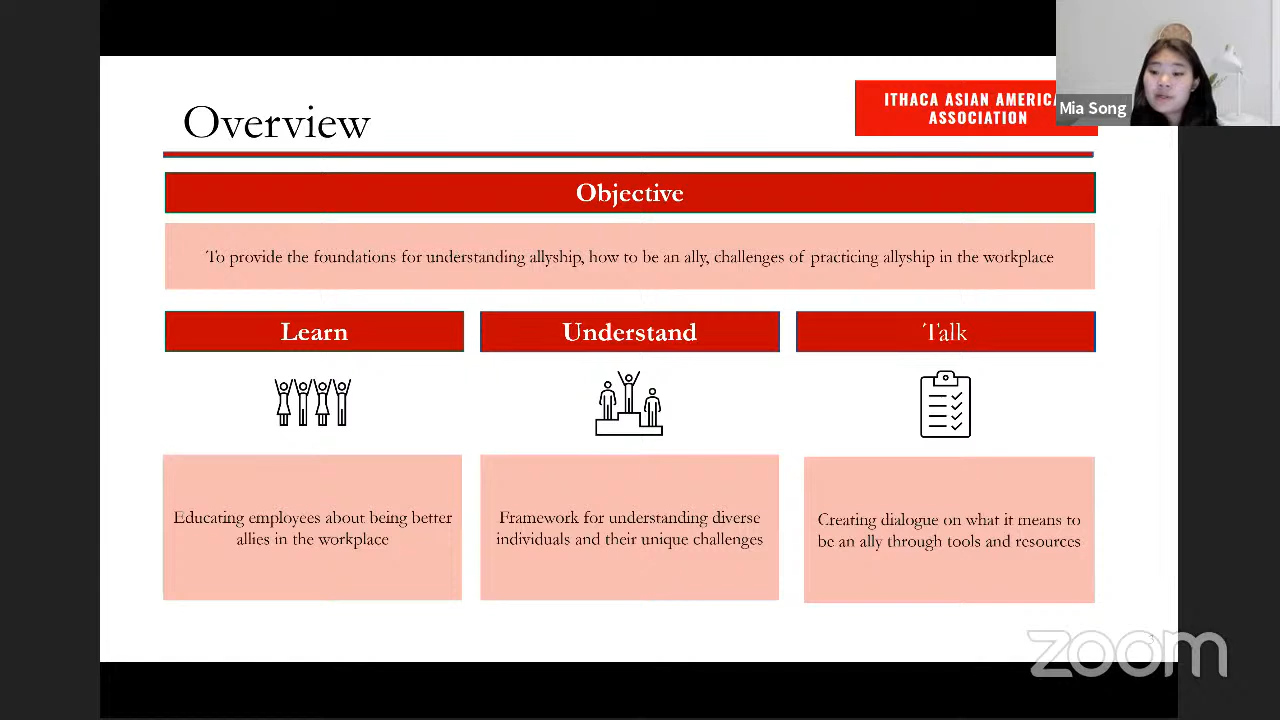 Overview
ITHACA ASIAN AMERICA
ASSOCIATION
Mia Song
Objective
To provide the foundations for understanding allyship, how to be an ally, challenges of practicing allyship in the workplace
Learn
Understand
Talk
Educating employees about being better
allies in the workplace
Framework for understanding diverse
individuals and their unique challenges
Creating dialogue on what it means to
be an ally through tools and resources
3
zoom